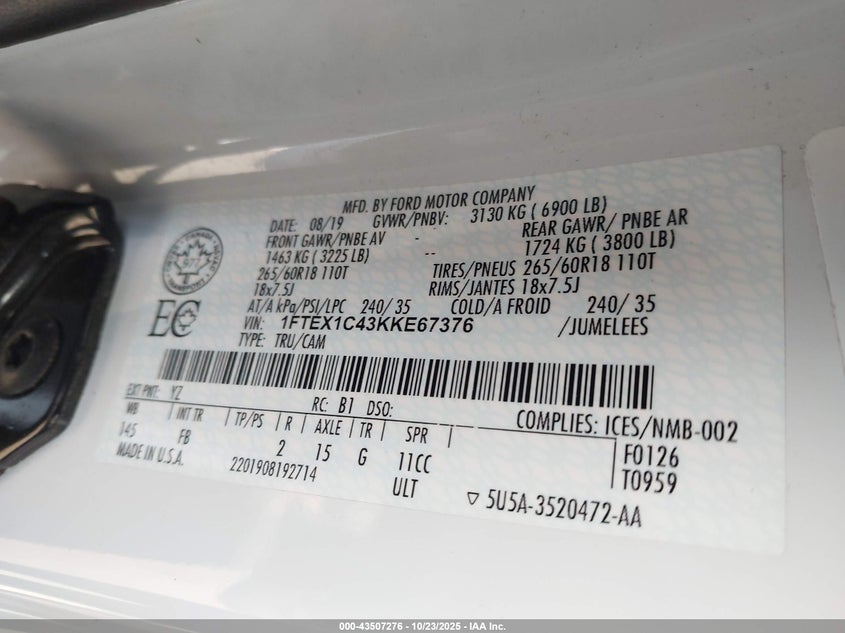 MFD. BY FORD MOTOR COMPANY
DATE: 08/19 GVWR/PNBV: 3130 KG ( 6900 LB)
FRONT GAWR/PNBE AV - REAR GAWR/ PNBE AR
1463 KG ( 3225 LB) -- 1724 KG ( 3800 LB)
265/60R18 110T TIRES/PNEUS 265/60R18 110T
18x7.5J RIMS/JANTES 18x7.5J
AT/A kPa/PSI/LPC 240/ 35 COLD/A FROID 240/ 35
VIN: 1FTEX1C43KKE67376 /JUMELEES
TYPE: TRU/CAM
EC
977
CANADA
TRANSPORT
EXT PNT: YZ RC: B1 DSO: COMPLIES: ICES/NMB-002
WB INT TR TP/PS R AXLE TR SPR F0126
145 FB 2 15 G 11CC T0959
MADE IN U.S.A. 2201908192714 ULT ▽ 5U5A-3520472-AA
000-43507276 - 10/23/2025 - IAA Inc.